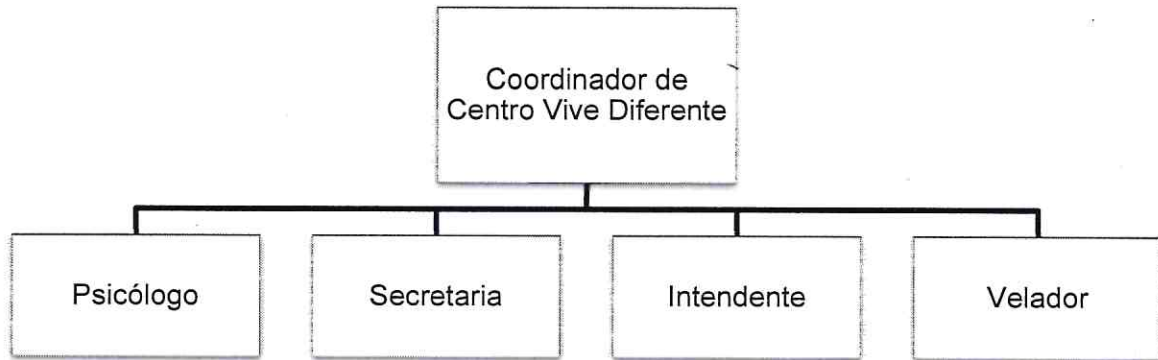 Coordinador de
Centro Vive Diferente
Psicólogo
Secretaria
Intendente
Velador